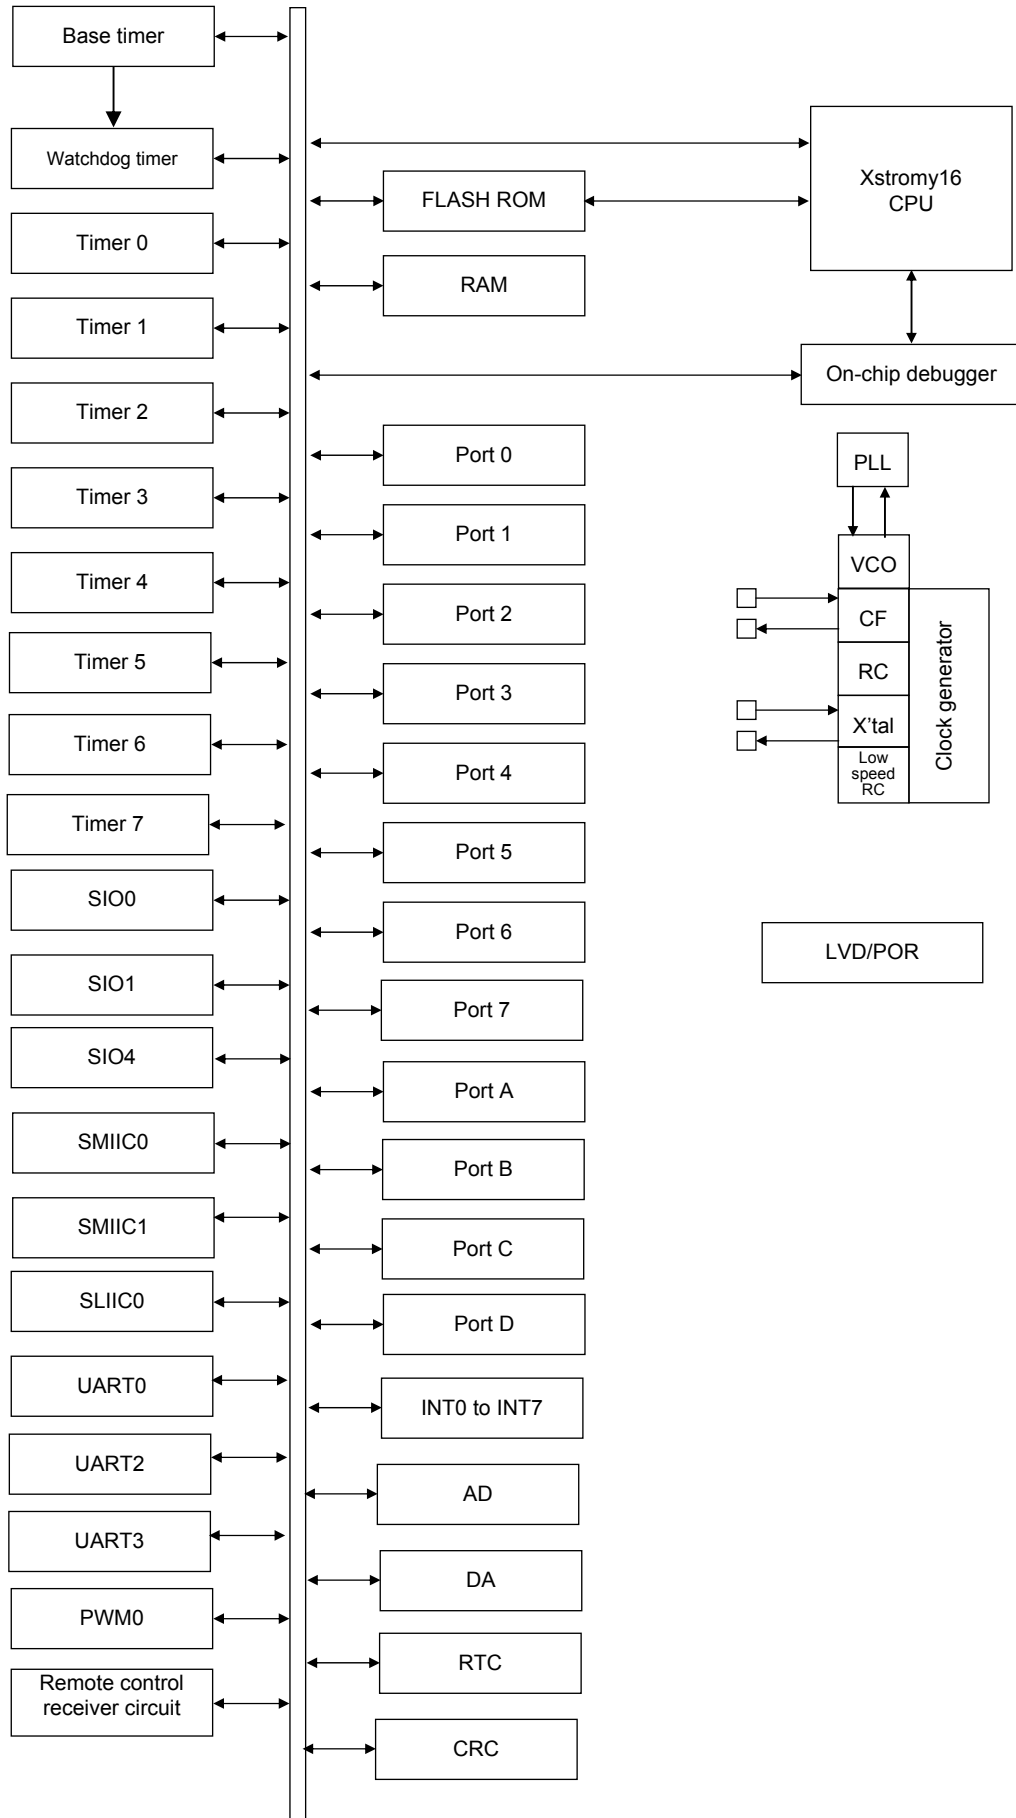 Base timer
Watchdog timer
Timer 0
Timer 1
Timer 2
Timer 3
Timer 4
Timer 5
Timer 6
Timer 7
SIO0
SIO1
SIO4
SMIIC0
SMIIC1
SLIIC0
UART0
UART2
UART3
PWM0
Remote control
receiver circuit
FLASH ROM
RAM
Port 0
Port 1
Port 2
Port 3
Port 4
Port 5
Port 6
Port 7
Port A
Port B
Port C
Port D
INT0 to INT7
AD
DA
RTC
CRC
Xstromy16
CPU
On-chip debugger
PLL
VCO
CF
RC
X'tal
Low
speed
RC
Clock generator
LVD/POR